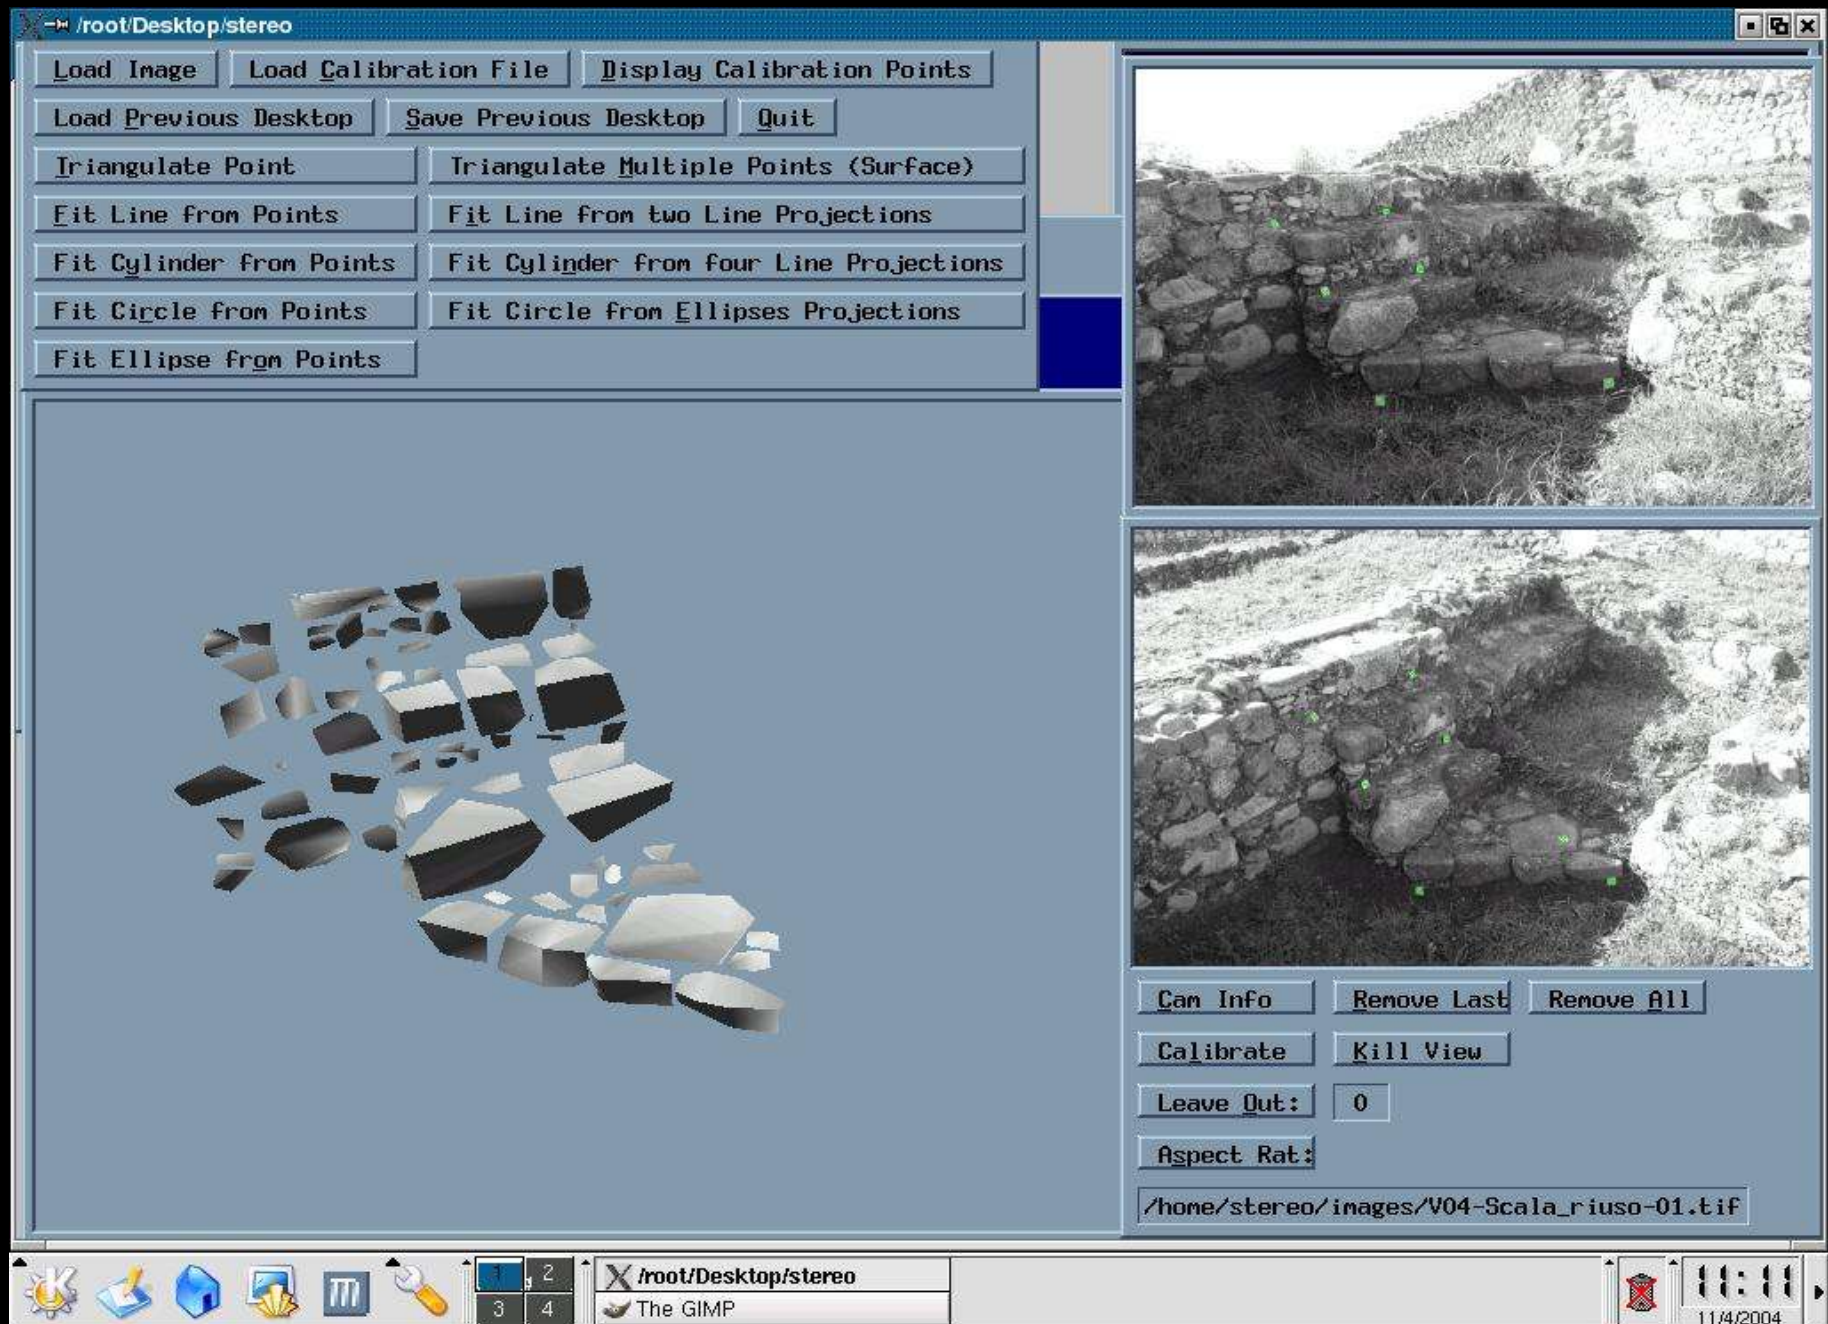 /root/Desktop/stereo
Load Image Load Calibration File Display Calibration Points
Load Previous Desktop Save Previous Desktop Quit
Triangulate Point Triangulate Multiple Points (Surface)
Fit Line from Points Fit Line from two Line Projections
Fit Cylinder from Points Fit Cylinder from four Line Projections
Fit Circle from Points Fit Circle from Ellipses Projections
Fit Ellipse from Points
Cam Info Remove Last Remove All
Calibrate Kill View
Leave Out: 0
Aspect Rat:
/home/stereo/images/V04-Scala_riuso-01.tif
1 2
3 4
/root/Desktop/stereo
The GIMP
11:11
11/4/2004